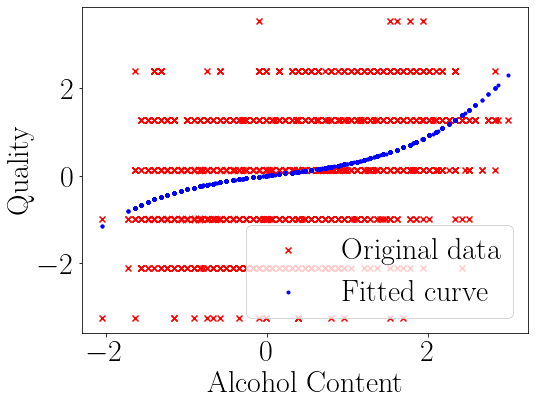 2
0
−2
Quality
Original data
Fitted curve
−2 0 2
Alcohol Content